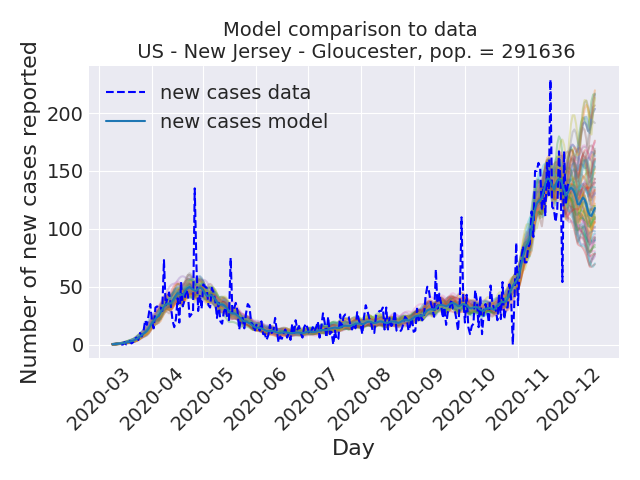 Model comparison to data
US - New Jersey - Gloucester, pop. = 291636
Number of new cases reported
200
150
100
50
0
new cases data
new cases model
2020-03
2020-04
2020-05
2020-06
2020-07
2020-08
2020-09
2020-10
2020-11
2020-12
Day